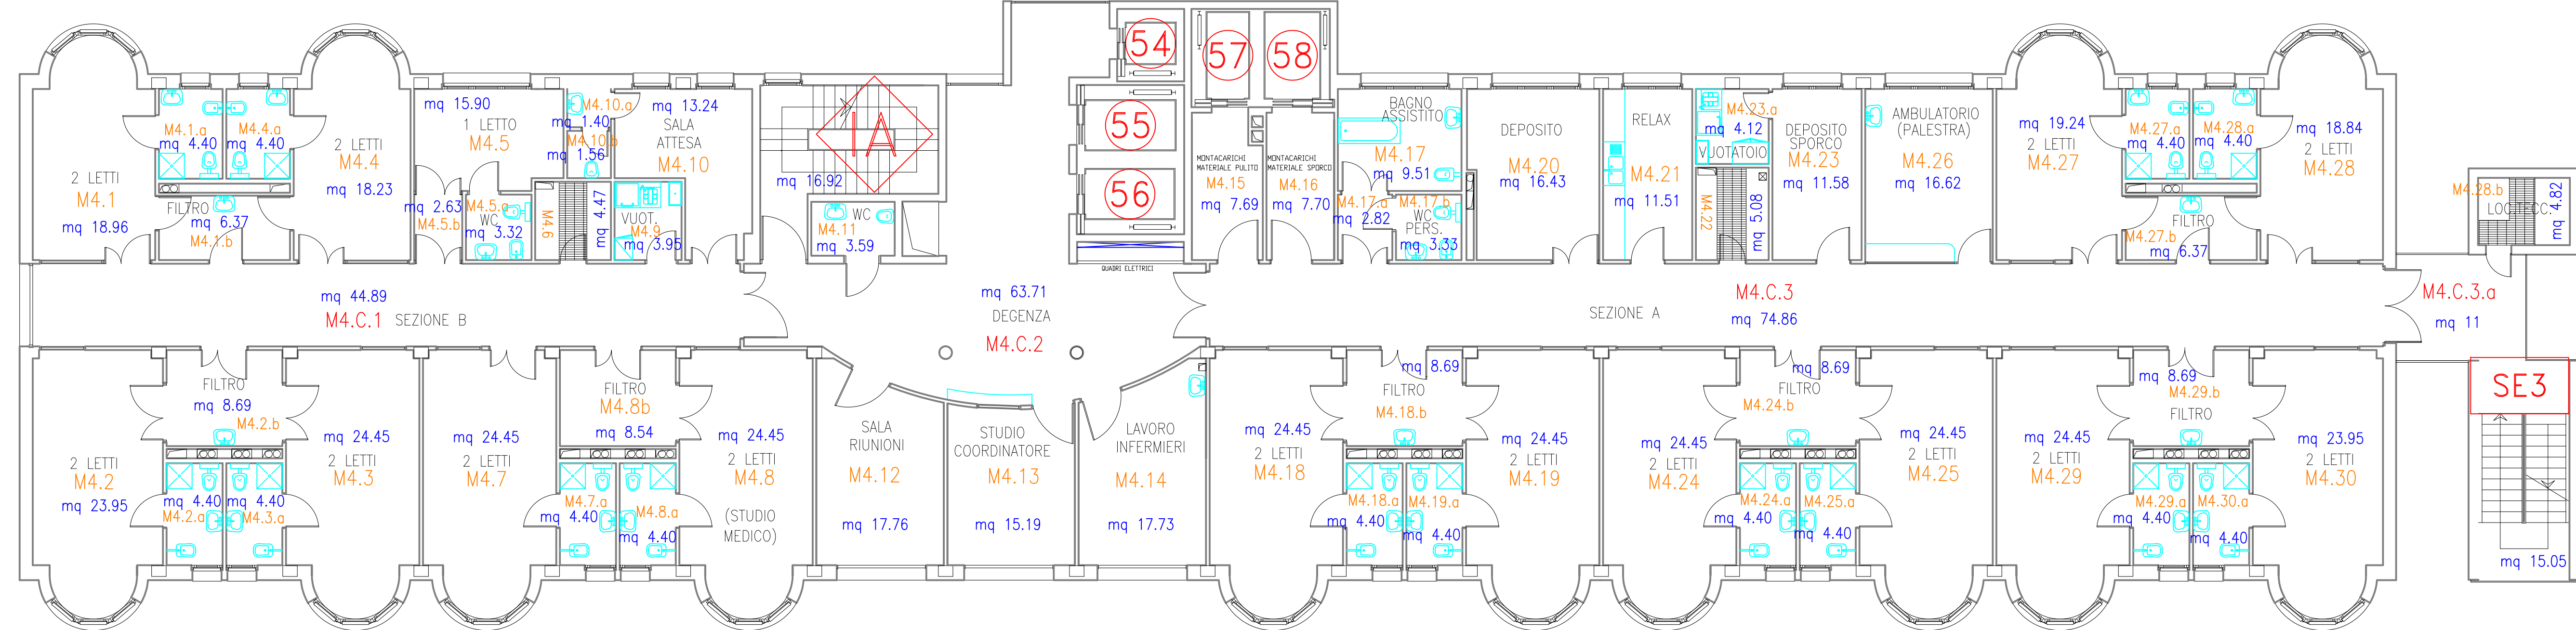 54
57
58
55
56
IA
mq 16.92
QUADRI ELETTRICI
2 LETTI
M4.1
mq 18.96
M4.1.a
mq 4.40
M4.4.a
mq 4.40
FILTRO
mq 6.37
M4.1.b
2 LETTI
M4.4
mq 18.23
mq 15.90
1 LETTO
M4.5
mq 2.63
M4.5.b
M4.5.a
WC
mq 3.32
M4.6
mq 4.47
M4.10.a
mq 1.40
M4.10.b
mq 1.56
mq 13.24
SALA
ATTESA
M4.10
VUOT.
M4.9
mq 3.95
WC
M4.11
mq 3.59
MONTACARICHI
MATERIALE PULITO
M4.15
mq 7.69
MONTACARICHI
MATERIALE SPORCO
M4.16
mq 7.70
BAGNO
ASSISTITO
M4.17
mq 9.51
M4.17.a
mq 2.82
M4.17.b
WC
PERS.
mq 3.33
DEPOSITO
M4.20
mq 16.43
RELAX
M4.21
mq 11.51
M4.23.a
mq 4.12
VUOTATOIO
M4.22
mq 5.08
DEPOSITO
SPORCO
M4.23
mq 11.58
AMBULATORIO
(PALESTRA)
M4.26
mq 16.62
mq 19.24
2 LETTI
M4.27
M4.27.a
mq 4.40
M4.28.a
mq 4.40
FILTRO
M4.27.b
mq 6.37
mq 18.84
2 LETTI
M4.28
M4.28.b
LOC.TECC.
mq 4.82
mq 44.89
M4.C.1 SEZIONE B
mq 63.71
DEGENZA
M4.C.2
SEZIONE A
M4.C.3
mq 74.86
M4.C.3.a
mq 11
SE3
mq 15.05
2 LETTI
M4.2
mq 23.95
FILTRO
mq 8.69
M4.2.b
mq 4.40
M4.2.a
mq 4.40
M4.3.a
mq 24.45
2 LETTI
M4.3
mq 24.45
2 LETTI
M4.7
FILTRO
M4.8b
mq 8.54
M4.7.a
mq 4.40
M4.8.a
mq 4.40
mq 24.45
2 LETTI
M4.8
(STUDIO
MEDICO)
SALA
RIUNIONI
M4.12
mq 17.76
STUDIO
COORDINATORE
M4.13
mq 15.19
LAVORO
INFERMIERI
M4.14
mq 17.73
mq 24.45
2 LETTI
M4.18
mq 8.69
FILTRO
M4.18.b
M4.18.a
mq 4.40
M4.19.a
mq 4.40
mq 24.45
2 LETTI
M4.19
mq 24.45
2 LETTI
M4.24
mq 8.69
FILTRO
M4.24.b
M4.24.a
mq 4.40
M4.25.a
mq 4.40
mq 24.45
2 LETTI
M4.25
mq 24.45
2 LETTI
M4.29
mq 8.69
M4.29.b
FILTRO
M4.29.a
mq 4.40
M4.30.a
mq 4.40
mq 23.95
2 LETTI
M4.30